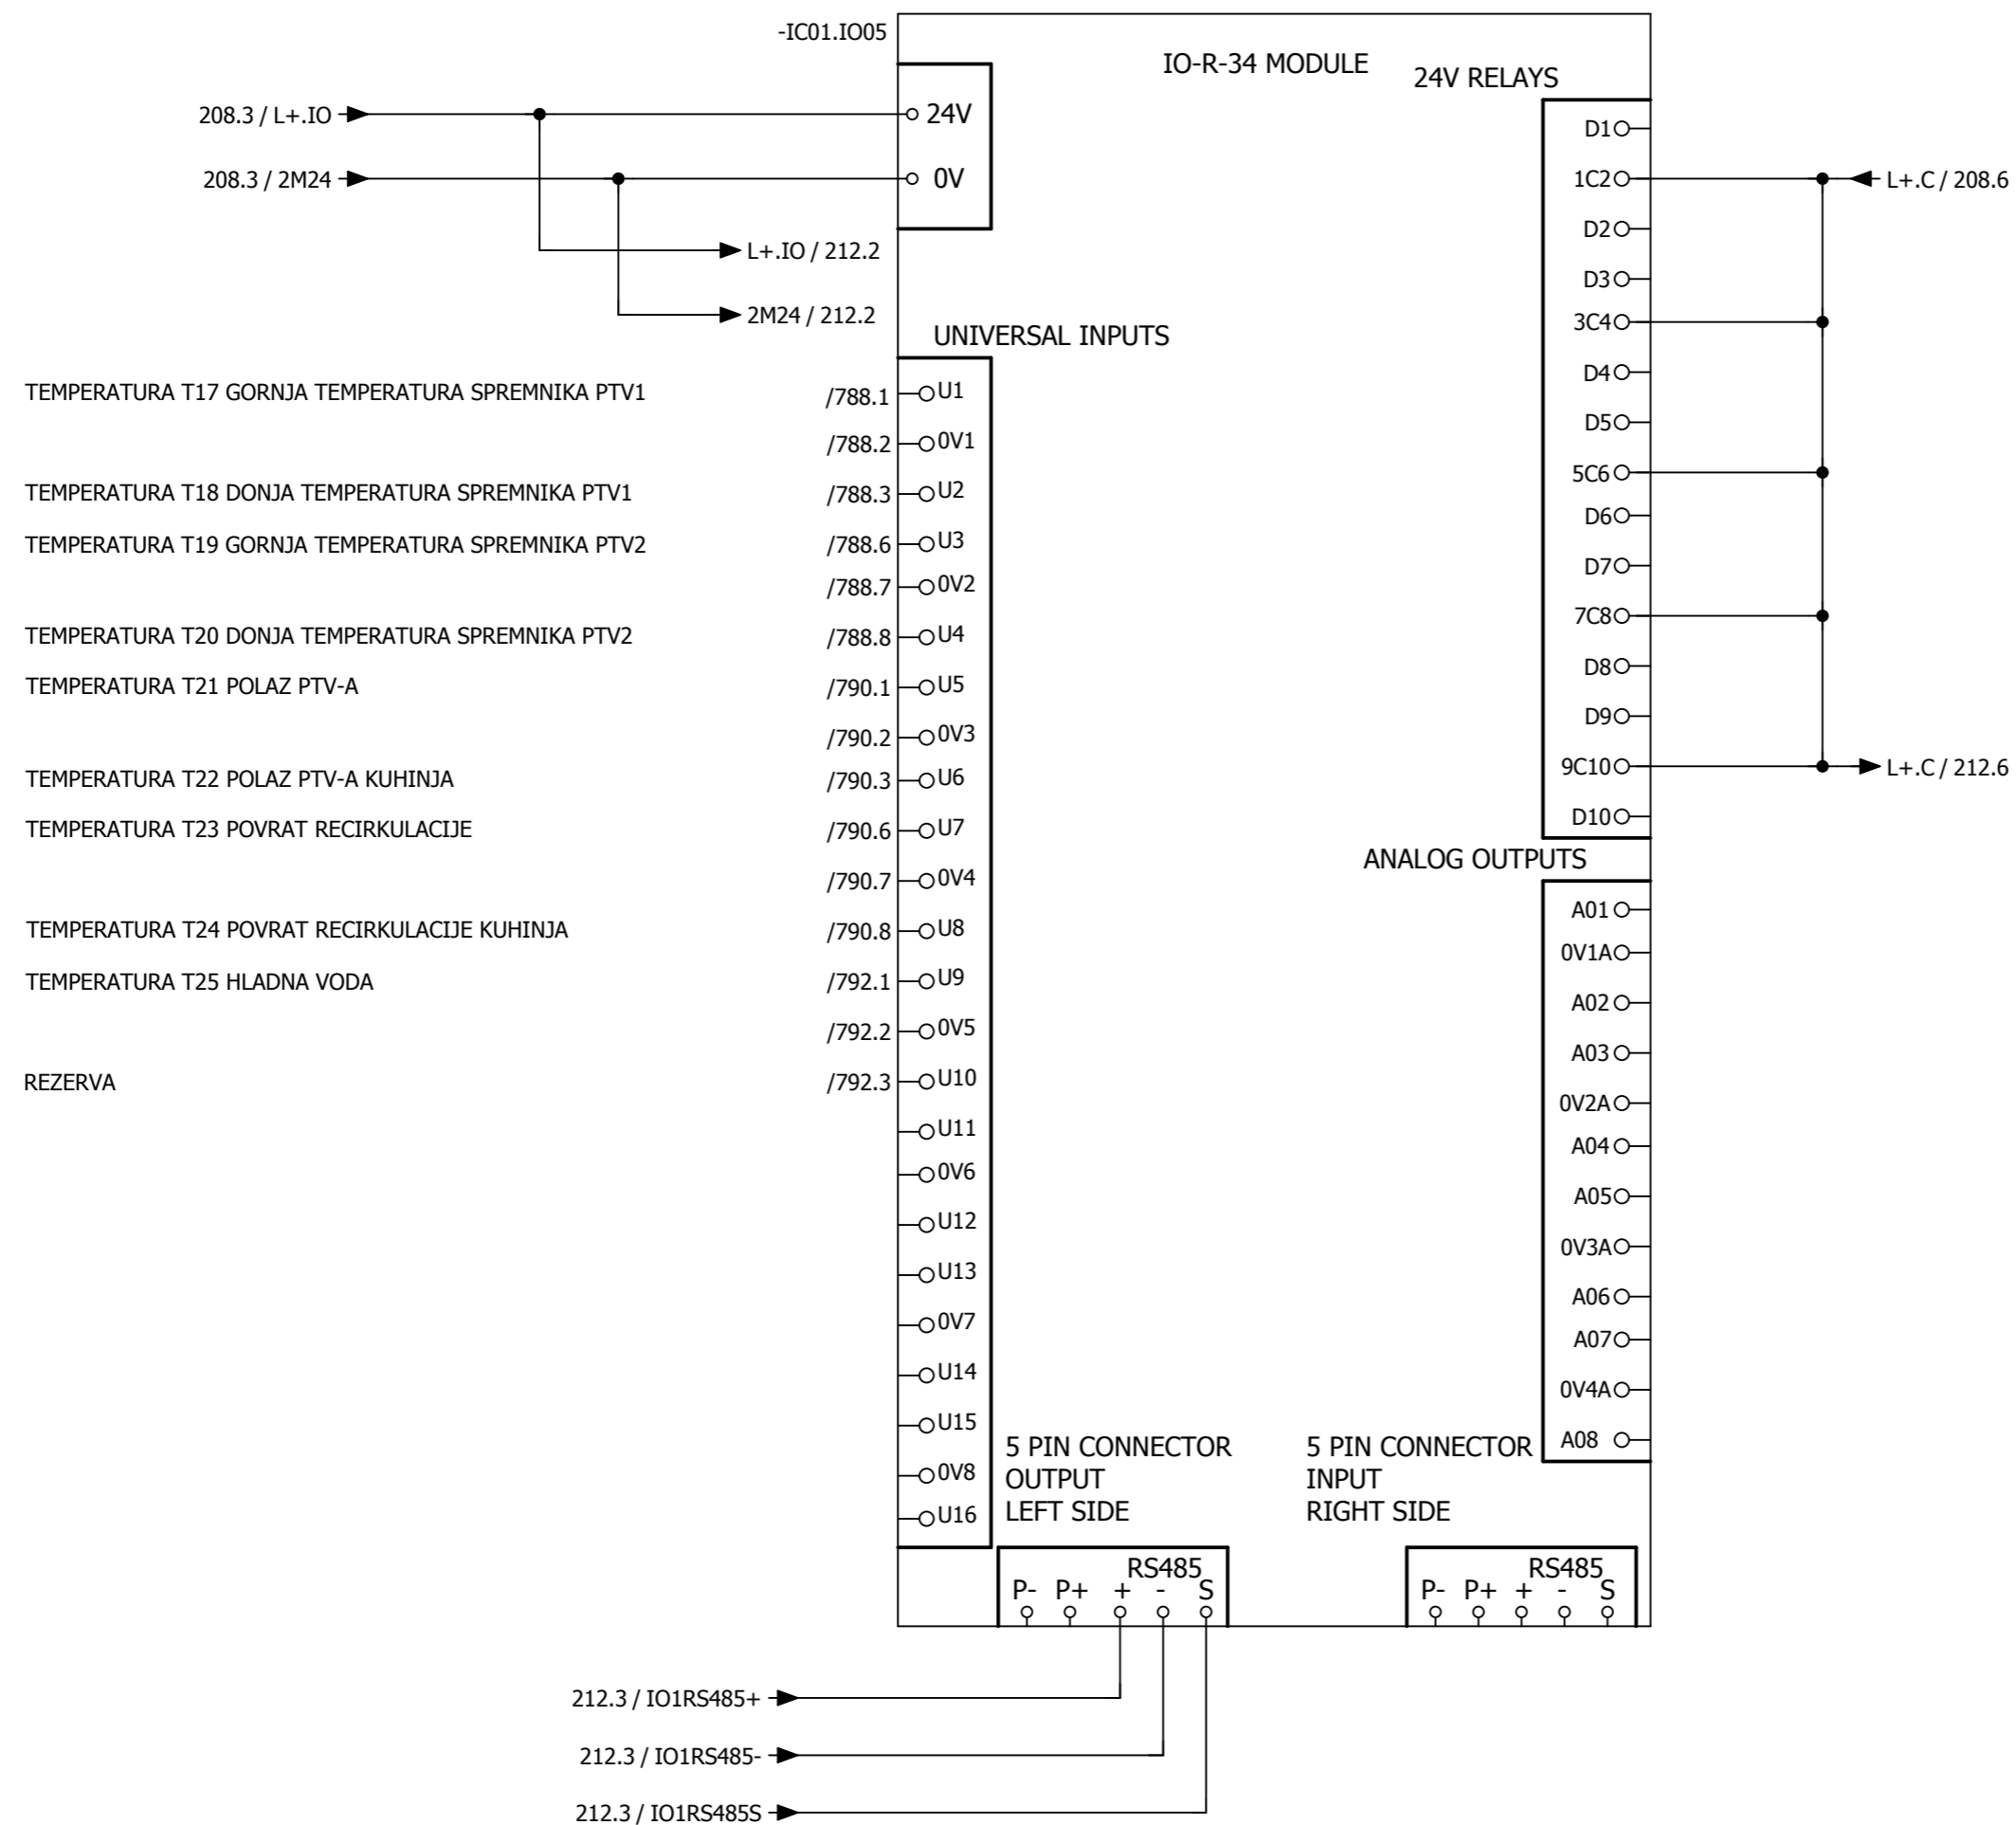 -IC01.IO05
IO-R-34 MODULE
24V RELAYS
208.3 / L+.IO
24V
208.3 / 2M24
0V
L+.IO / 212.2
2M24 / 212.2
UNIVERSAL INPUTS
TEMPERATURA T17 GORNJA TEMPERATURA SPREMNIKA PTV1 /788.1 U1
/788.2 0V1
TEMPERATURA T18 DONJA TEMPERATURA SPREMNIKA PTV1 /788.3 U2
TEMPERATURA T19 GORNJA TEMPERATURA SPREMNIKA PTV2 /788.6 U3
/788.7 0V2
TEMPERATURA T20 DONJA TEMPERATURA SPREMNIKA PTV2 /788.8 U4
TEMPERATURA T21 POLAZ PTV-A /790.1 U5
/790.2 0V3
TEMPERATURA T22 POLAZ PTV-A KUHINJA /790.3 U6
TEMPERATURA T23 POVRAT RECIRKULACIJE /790.6 U7
/790.7 0V4
TEMPERATURA T24 POVRAT RECIRKULACIJE KUHINJA /790.8 U8
TEMPERATURA T25 HLADNA VODA /792.1 U9
/792.2 0V5
REZERVA /792.3 U10
U11
0V6
U12
U13
0V7
U14
U15
0V8
U16
D1
1C2 L+.C / 208.6
D2
D3
3C4
D4
D5
5C6
D6
D7
7C8
D8
D9
9C10 L+.C / 212.6
D10
ANALOG OUTPUTS
A01
0V1A
A02
A03
0V2A
A04
A05
0V3A
A06
A07
0V4A
A08
5 PIN CONNECTOR
OUTPUT
LEFT SIDE
RS485
P- P+ + - S
5 PIN CONNECTOR
INPUT
RIGHT SIDE
RS485
P- P+ + - S
212.3 / IO1RS485+
212.3 / IO1RS485-
212.3 / IO1RS485S